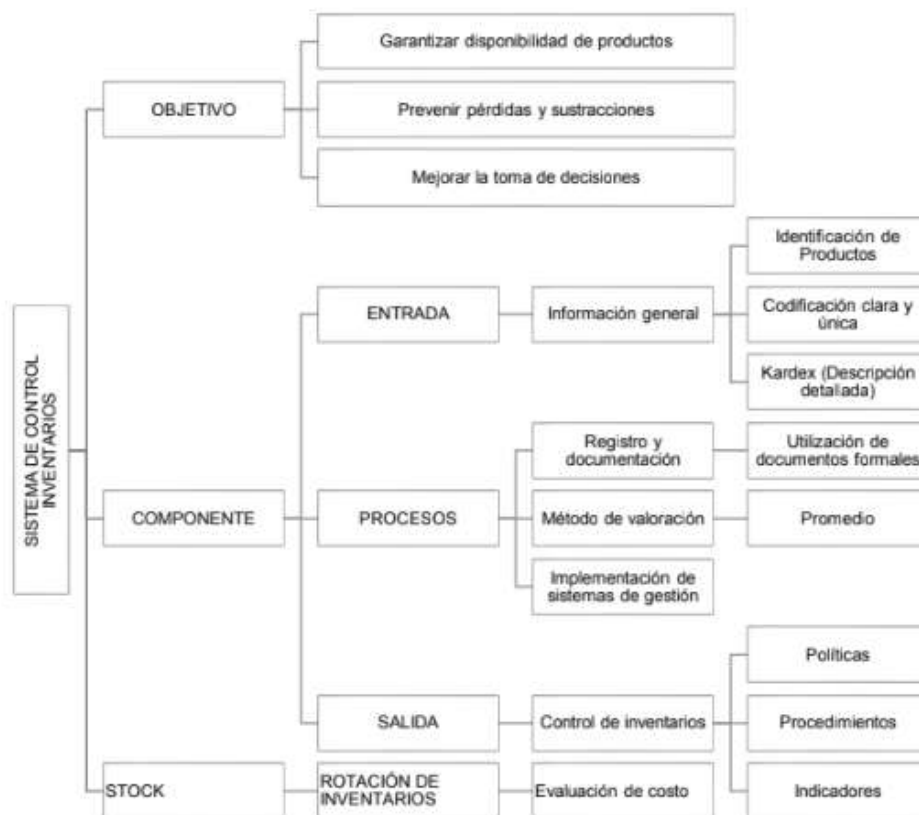 Garantizar disponibilidad de productos
OBJETIVO
Prevenir pérdidas y sustracciones
Mejorar la toma de decisiones
SISTEMA DE CONTROL
INVENTARIOS
COMPONENTE
ENTRADA
Información general
Identificación de
Productos
Codificación clara y
única
Kardex (Descripción
detallada)
PROCESOS
Registro y
documentación
Utilización de
documentos formales
Método de valoración
Promedio
Implementación de
sistemas de gestión
SALIDA
Control de inventarios
Políticas
Procedimientos
Indicadores
STOCK
ROTACIÓN DE
INVENTARIOS
Evaluación de costo